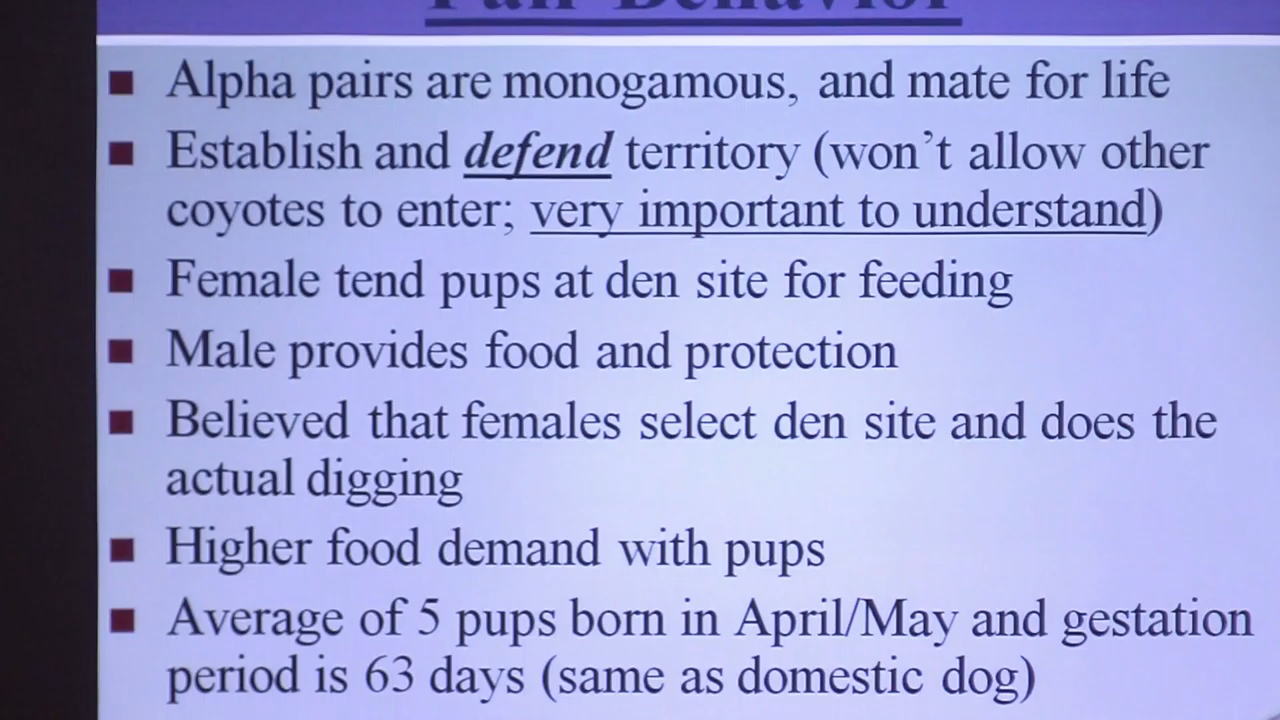 Pair Behavior
Alpha pairs are monogamous, and mate for life
Establish and defend territory (won't allow other
coyotes to enter; very important to understand)
Female tend pups at den site for feeding
Male provides food and protection
Believed that females select den site and does the
actual digging
Higher food demand with pups
Average of 5 pups born in April/May and gestation
period is 63 days (same as domestic dog)